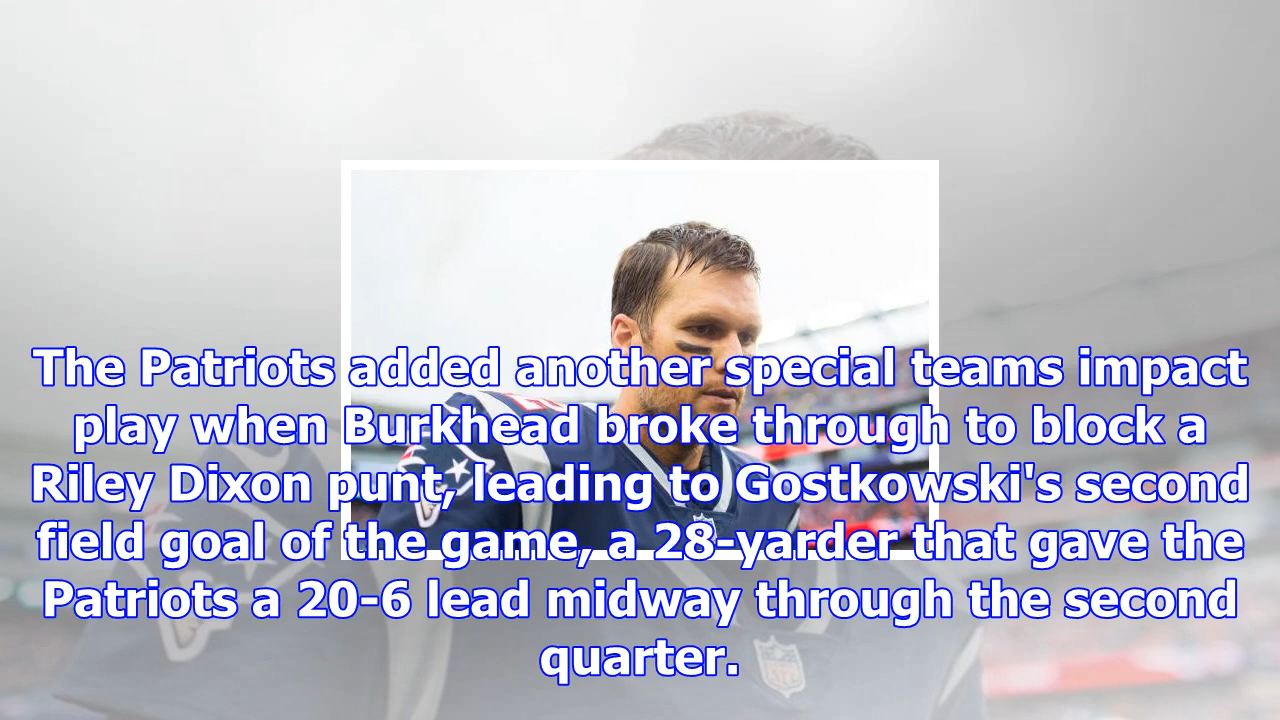 The Patriots added another special teams impact
play when Burkhead broke through to block a
Riley Dixon punt, leading to Gostkowski's second
field goal of the game, a 28-yarder that gave the
Patriots a 20-6 lead midway through the second
quarter.